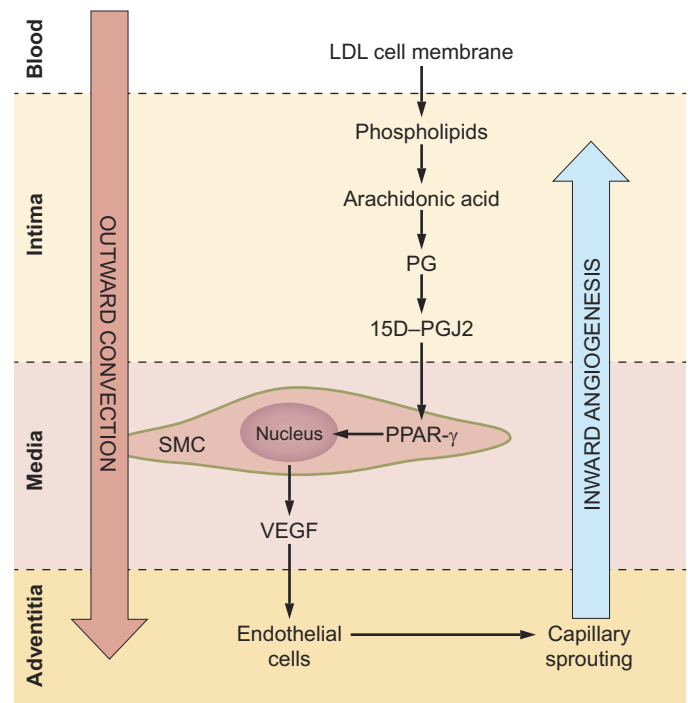 Blood
LDL cell membrane
Intima
OUTWARD CONVECTION
Phospholipids
Arachidonic acid
PG
15D–PGJ2
INWARD ANGIOGENESIS
Media
SMC
Nucleus
PPAR-γ
VEGF
Adventitia
Endothelial
cells
Capillary
sprouting